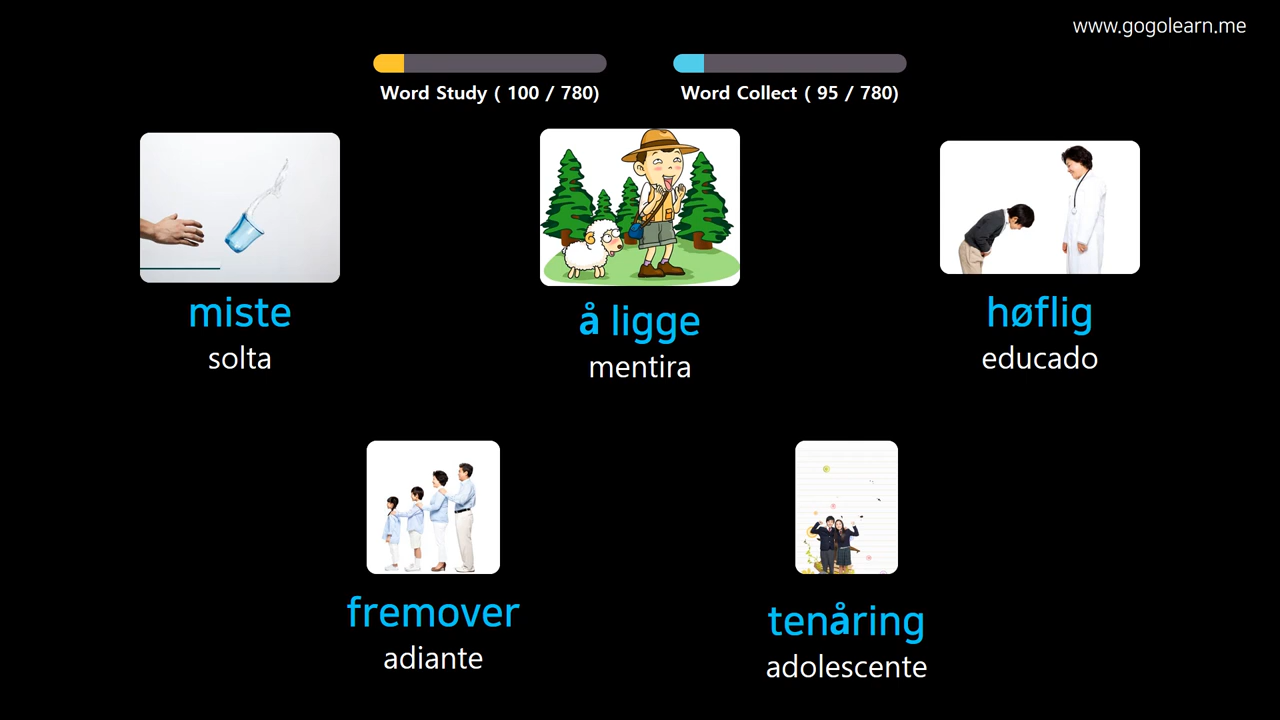 www.gogolearn.me
Word Study ( 100 / 780)
Word Collect ( 95 / 780)
miste
solta
å ligge
mentira
høflig
educado
fremover
adiante
tenåring
adolescente